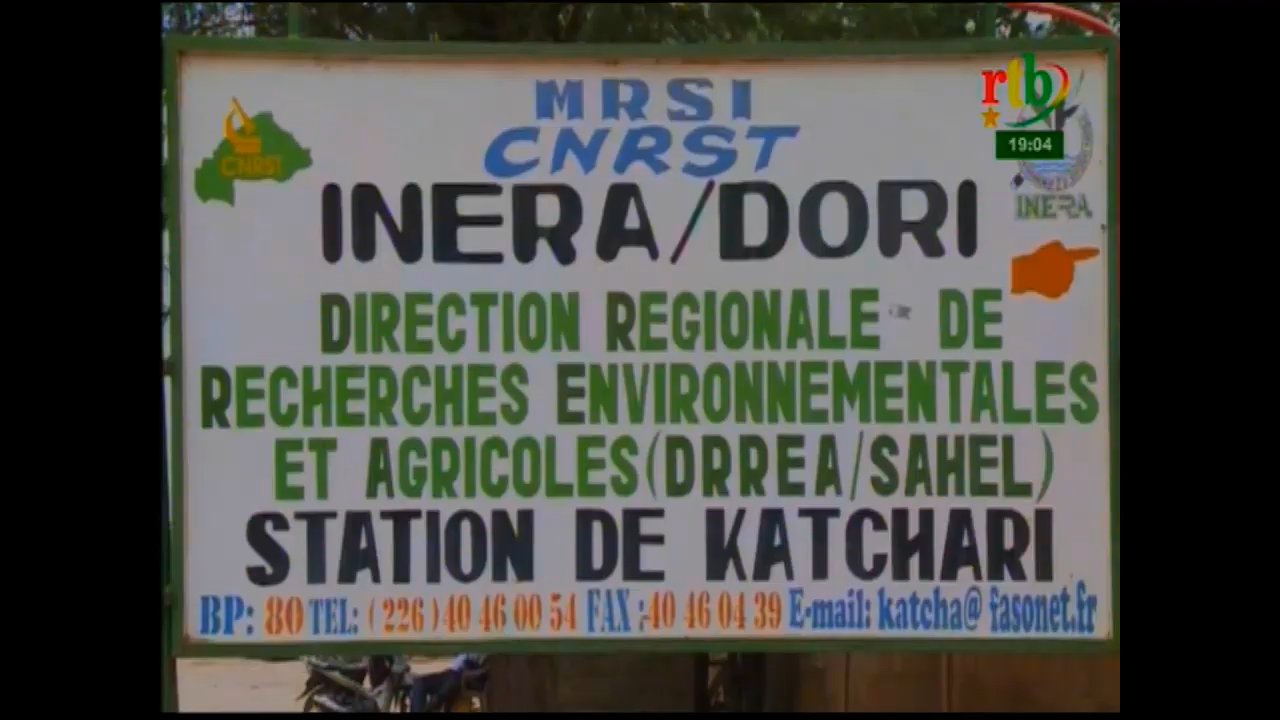 MRSI
CNRST
CNRST
rtb
19:04
INERA
INERA/DORI
DIRECTION REGIONALE DE
RECHERCHES ENVIRONNEMENTALES
ET AGRICOLES (DRREA/SAHEL)
STATION DE KATCHARI
BP: 80 TEL: (226) 40 46 00 54 FAX: 40 46 04 39 E-mail: katcha@fasonet.fr